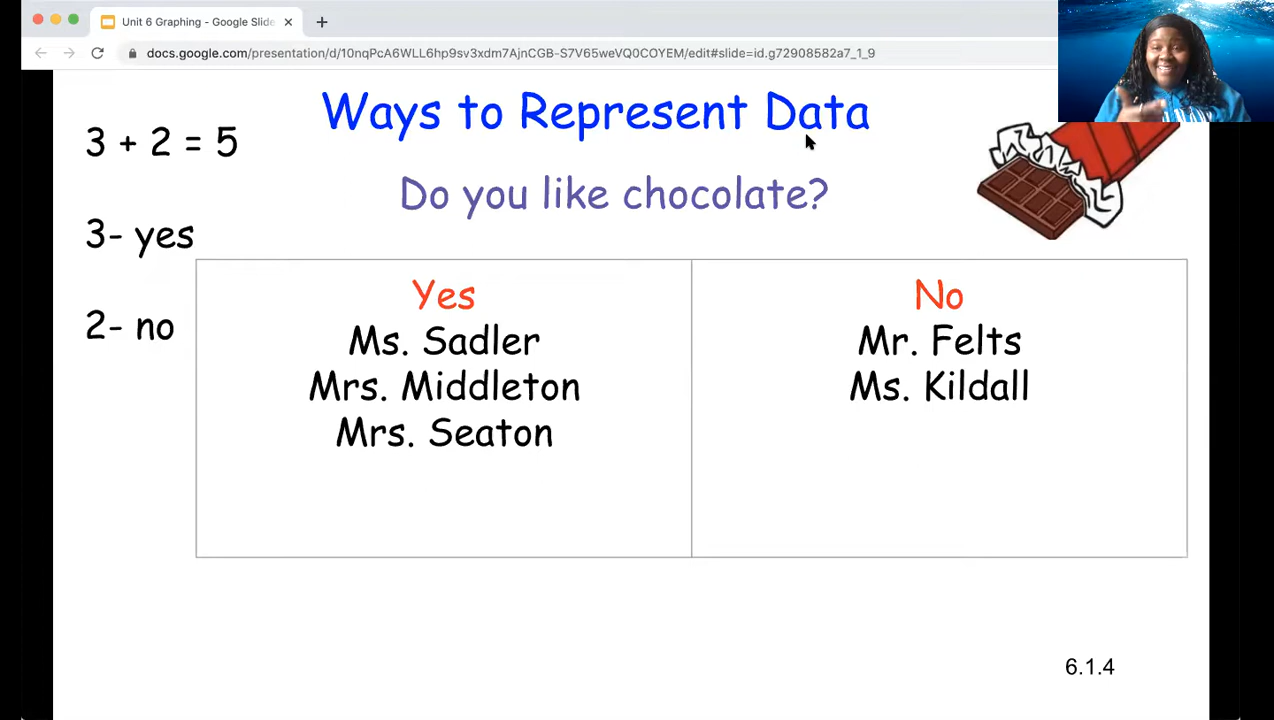 Unit 6 Graphing - Google Slide
docs.google.com/presentation/d/10nqPcA6WLL6hp9sv3xdm7AjnCGB-S7V65weVQ0COYEM/edit#slide=id.g72908582a7_1_9
Ways to Represent Data
3 + 2 = 5
Do you like chocolate?
3- yes
2- no
Yes
Ms. Sadler
Mrs. Middleton
Mrs. Seaton
No
Mr. Felts
Ms. Kildall
6.1.4